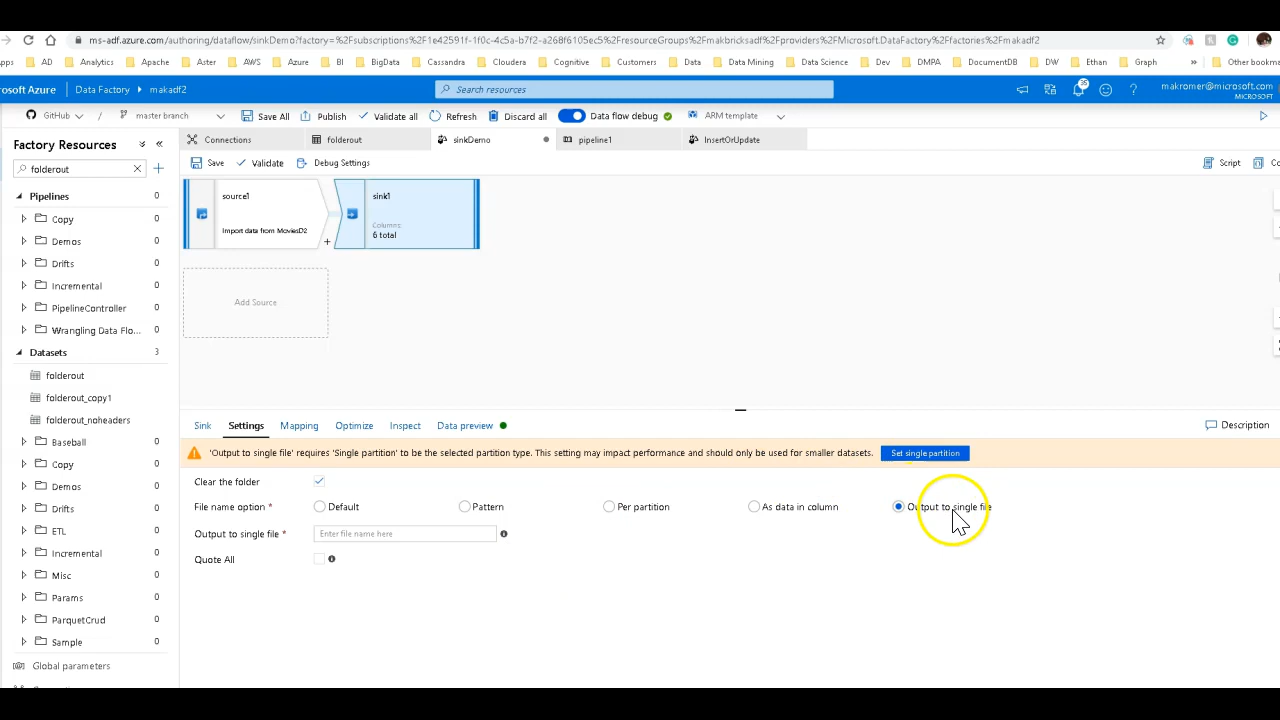 ms-adf.azure.com/authoring/dataflow/sinkDemo?factory=%2Fsubscriptions%2F1e42591f-1f0c-4c5a-b7f2-a268f6105ec5%2FresourceGroups%2Fmakbricksadf%2Fproviders%2FMicrosoft.DataFactory%2Ffactories%2Fmakadf2
pps AD Analytics Apache Aster AWS Azure BI BigData Cassandra Cloudera Cognitive Customers Data Data Mining Data Science Dev DMPA DocumentDB DW Ethan Graph » Other bookma
rosoft Azure Data Factory makadf2 Search resources 35 makromer@microsoft.com
MICROSOFT
GitHub master branch Save All Publish Validate all Refresh Discard all Data flow debug ARM template
Factory Resources Connections folderout sinkDemo pipeline1 InsertOrUpdate
folderout Save Validate Debug Settings Script Co
Pipelines 0
Copy 0
Demos 0
Drifts 0
Incremental 0
PipelineController 0
Wrangling Data Flo... 0
Datasets 3
folderout
folderout_copy1
folderout_noheaders
Baseball 0
Copy 0
Demos 0
Drifts 0
ETL 0
Incremental 0
Misc 0
Params 0
ParquetCrud 0
Sample 0
Global parameters
source1
Import data from MoviesD2
sink1
Columns:
6 total
Add Source
Sink Settings Mapping Optimize Inspect Data preview Description
'Output to single file' requires 'Single partition' to be the selected partition type. This setting may impact performance and should only be used for smaller datasets. Set single partition
Clear the folder
File name option * Default Pattern Per partition As data in column Output to single file
Output to single file * Enter file name here
Quote All